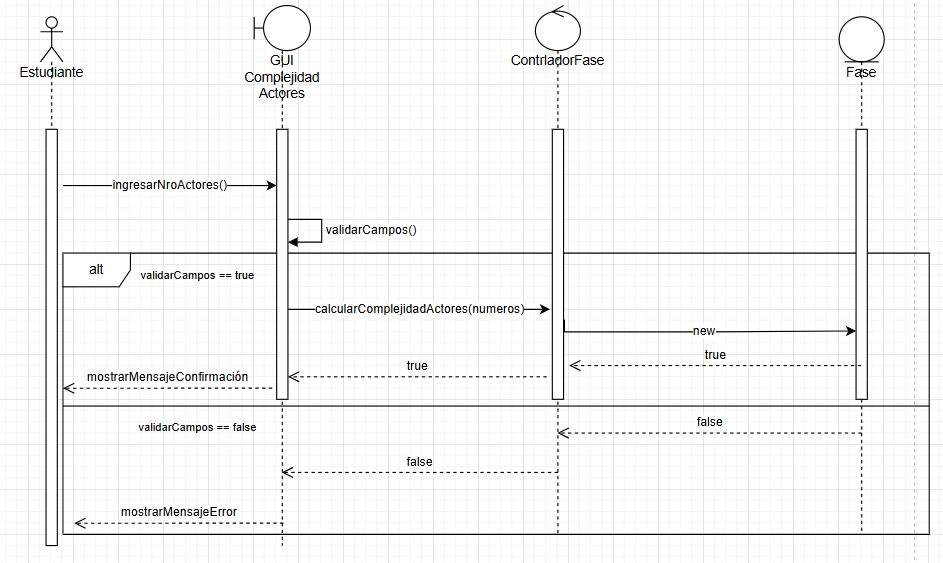 Estudiante
GUI
Complejidad
Actores
ContrladorFase
Fase
ingresarNroActores()
validarCampos()
alt
validarCampos == true
calcularComplejidadActores(numeros)
new
true
true
mostrarMensajeConfirmación
validarCampos == false
false
false
mostrarMensajeError